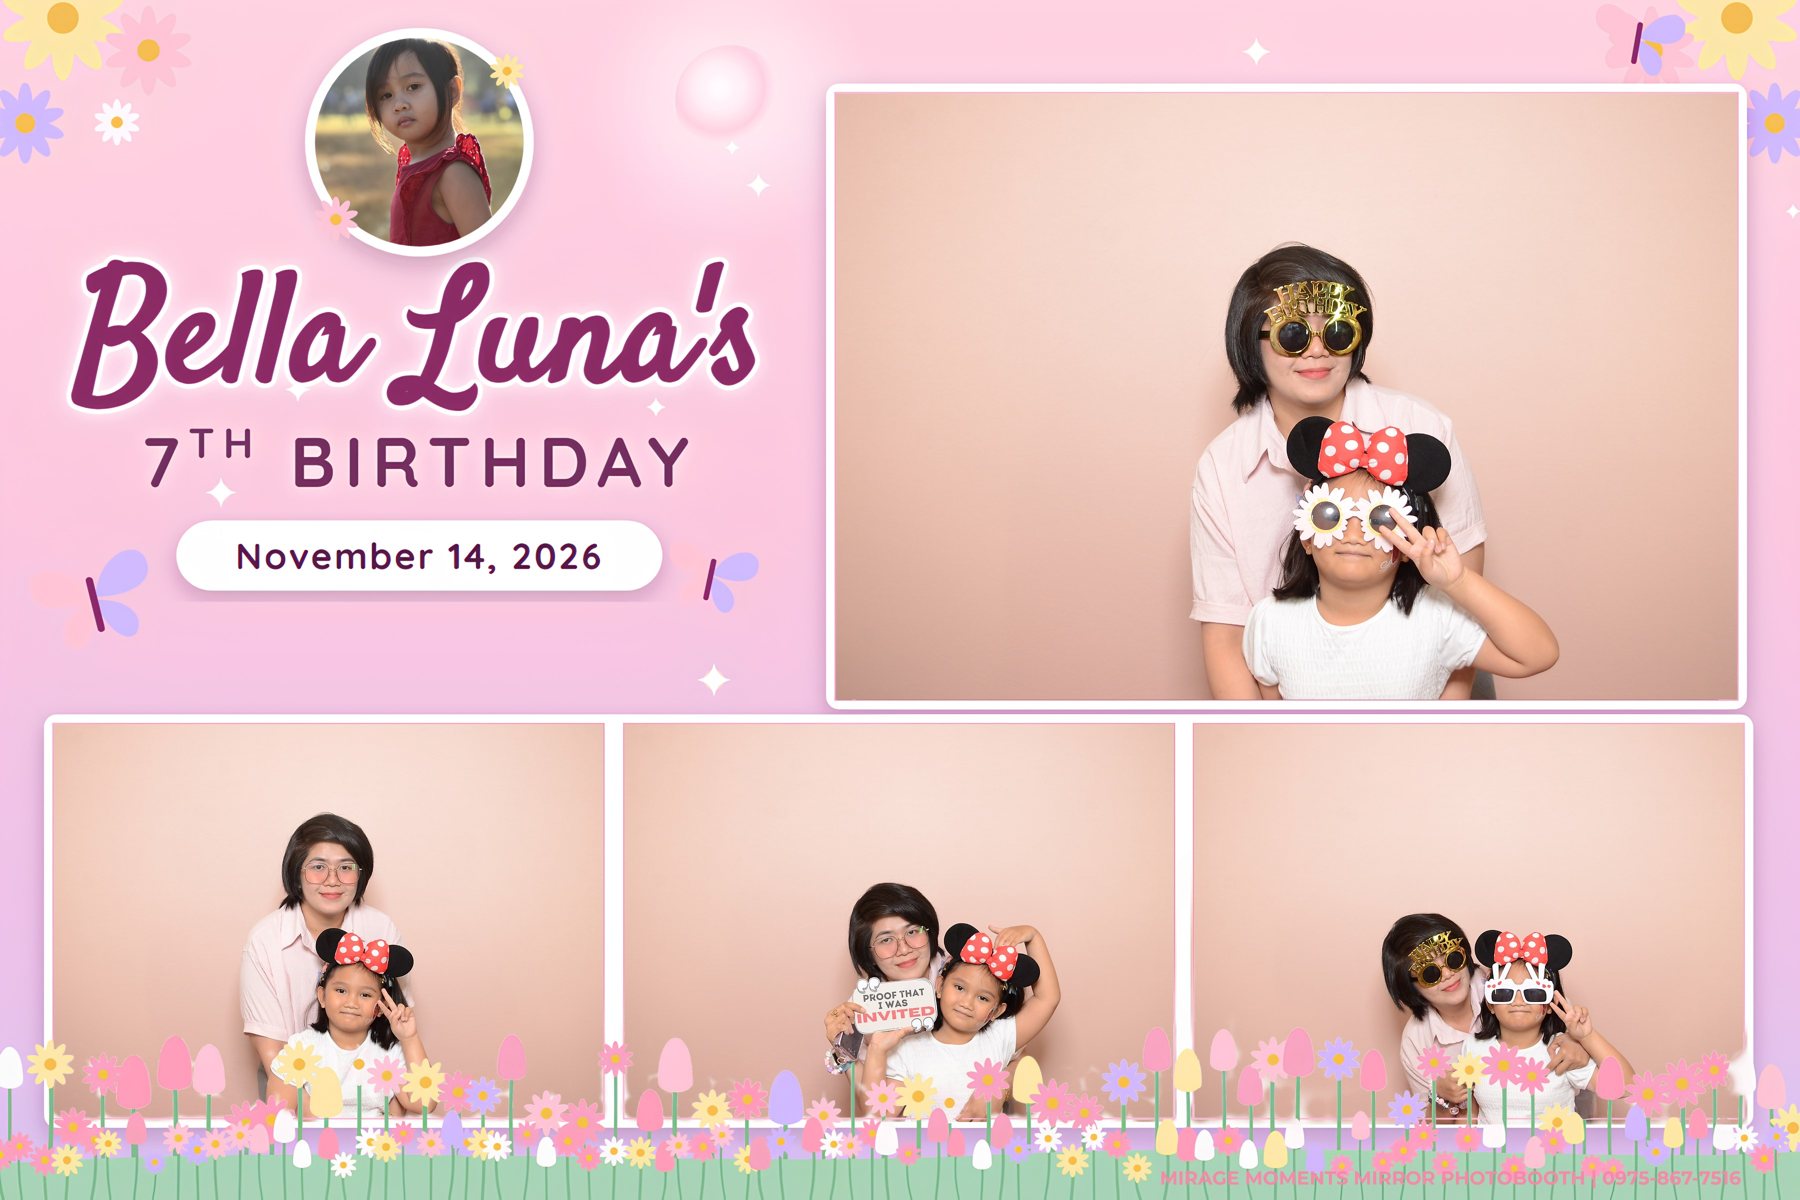 Bella Luna's
7TH BIRTHDAY
November 14, 2026
HAPPY
BIRTHDAY
PROOF THAT
I WAS
INVITED
HAPPY
BIRTHDAY
MIRAGE MOMENTS MIRROR PHOTOBOOTH | 0975-867-7516